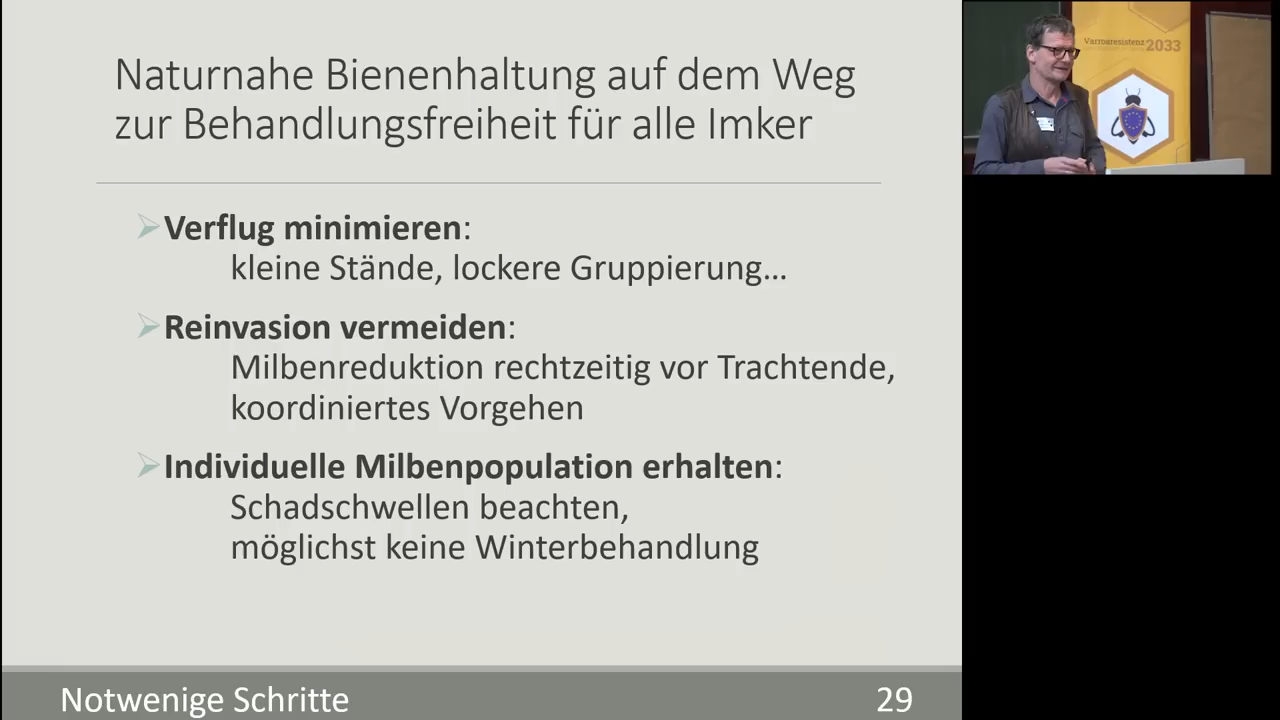 Naturnahe Bienenhaltung auf dem Weg
zur Behandlungsfreiheit für alle Imker
Verflug minimieren:
kleine Stände, lockere Gruppierung…
Reinvasion vermeiden:
Milbenreduktion rechtzeitig vor Trachtende,
koordiniertes Vorgehen
Individuelle Milbenpopulation erhalten:
Schadschwellen beachten,
möglichst keine Winterbehandlung
Notwenige Schritte
29
Varroaresistenz 2033